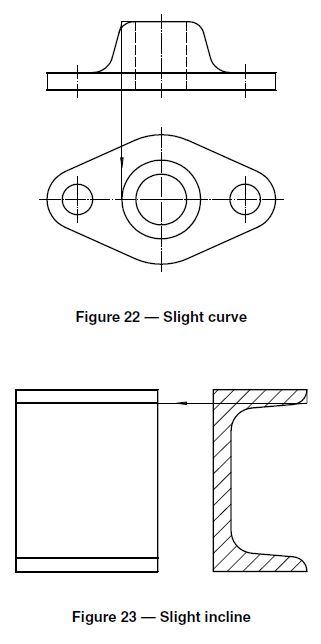 Figure 22 — Slight curve
Figure 23 — Slight incline